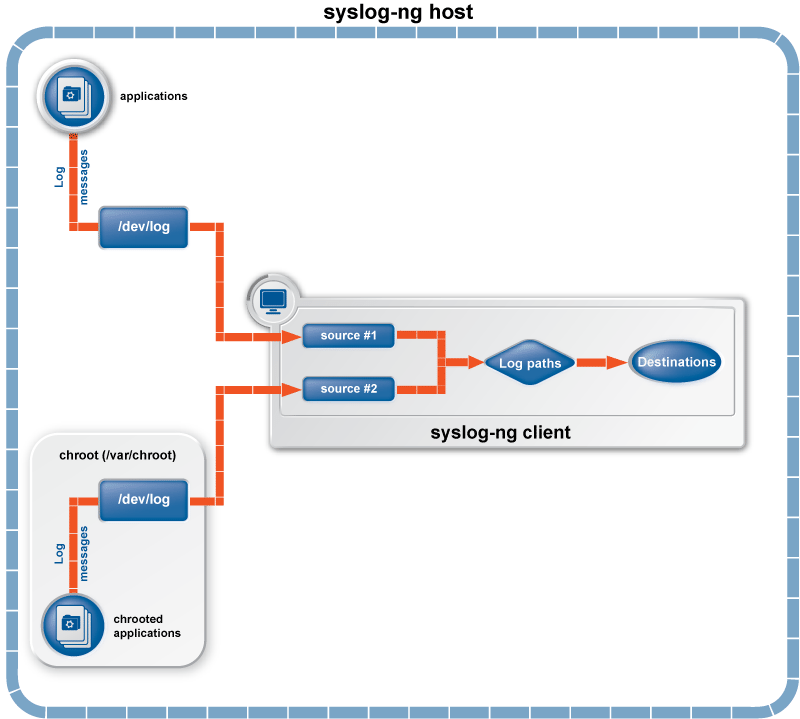 syslog-ng host
applications
Log
messages
/dev/log
source #1
source #2
Log paths
Destinations
syslog-ng client
chroot (/var/chroot)
/dev/log
Log
messages
chrooted
applications